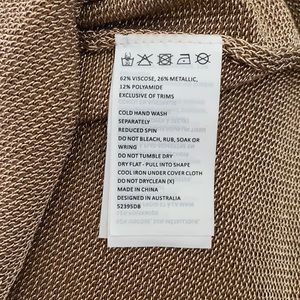 62% VISCOSE, 26% METALLIC,
12% POLYAMIDE
EXCLUSIVE OF TRIMS
COLD HAND WASH
SEPARATELY
REDUCED SPIN
DO NOT BLEACH, RUB, SOAK OR
WRING
DO NOT TUMBLE DRY
DRY FLAT - PULL INTO SHAPE
COOL IRON UNDER COVER CLOTH
DO NOT DRYCLEAN (X)
MADE IN CHINA
DESIGNED IN AUSTRALIA
52395DB